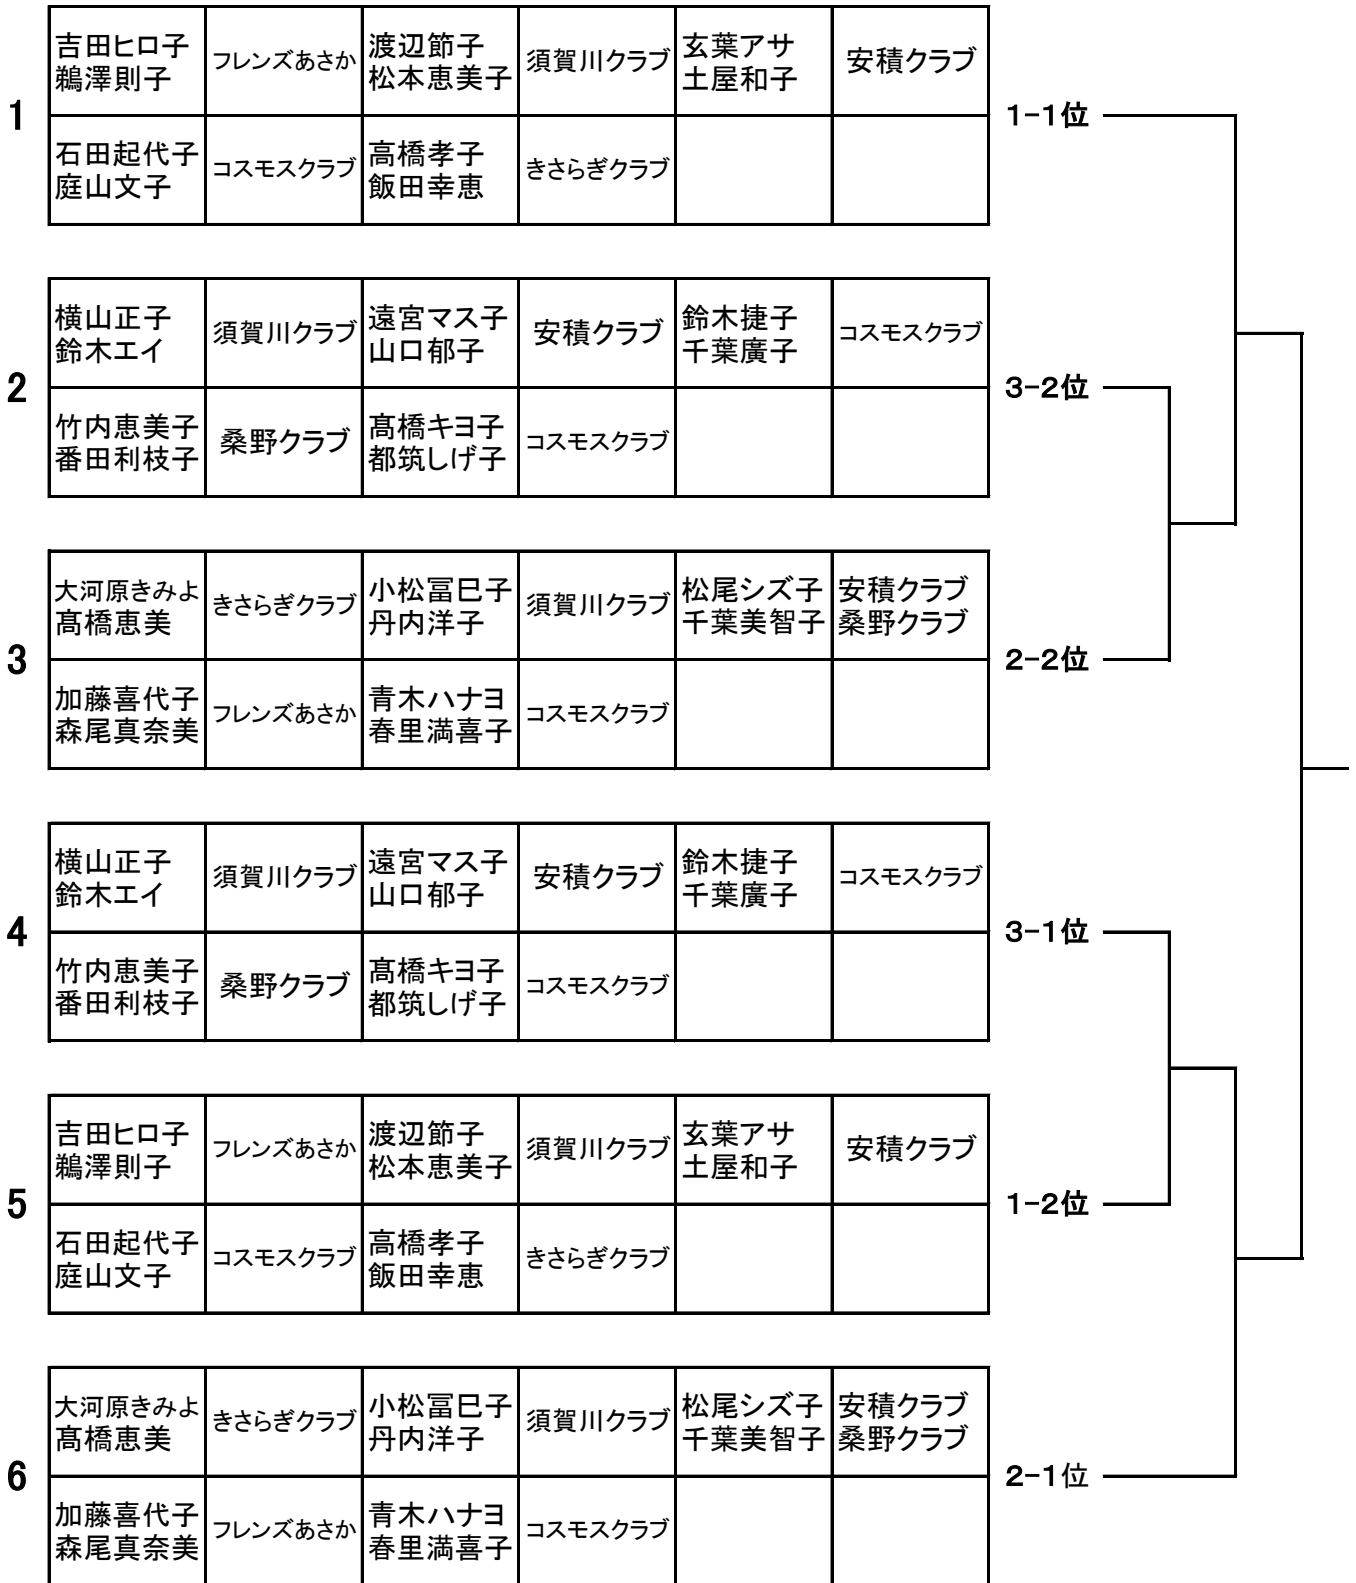 1
吉田ヒロ子
鵜澤則子
フレンズあさか
渡辺節子
松本恵美子
須賀川クラブ
玄葉アサ
土屋和子
安積クラブ
石田起代子
庭山文子
コスモスクラブ
高橋孝子
飯田幸恵
きさらぎクラブ
1-1位
2
横山正子
鈴木エイ
須賀川クラブ
遠宮マス子
山口郁子
安積クラブ
鈴木捷子
千葉廣子
コスモスクラブ
竹内恵美子
番田利枝子
桑野クラブ
髙橋キヨ子
都筑しげ子
コスモスクラブ
3-2位
3
大河原きみよ
髙橋恵美
きさらぎクラブ
小松冨巳子
丹内洋子
須賀川クラブ
松尾シズ子
千葉美智子
安積クラブ
桑野クラブ
加藤喜代子
森尾真奈美
フレンズあさか
青木ハナヨ
春里満喜子
コスモスクラブ
2-2位
4
横山正子
鈴木エイ
須賀川クラブ
遠宮マス子
山口郁子
安積クラブ
鈴木捷子
千葉廣子
コスモスクラブ
竹内恵美子
番田利枝子
桑野クラブ
髙橋キヨ子
都筑しげ子
コスモスクラブ
3-1位
5
吉田ヒロ子
鵜澤則子
フレンズあさか
渡辺節子
松本恵美子
須賀川クラブ
玄葉アサ
土屋和子
安積クラブ
石田起代子
庭山文子
コスモスクラブ
高橋孝子
飯田幸恵
きさらぎクラブ
1-2位
6
大河原きみよ
髙橋恵美
きさらぎクラブ
小松冨巳子
丹内洋子
須賀川クラブ
松尾シズ子
千葉美智子
安積クラブ
桑野クラブ
加藤喜代子
森尾真奈美
フレンズあさか
青木ハナヨ
春里満喜子
コスモスクラブ
2-1位